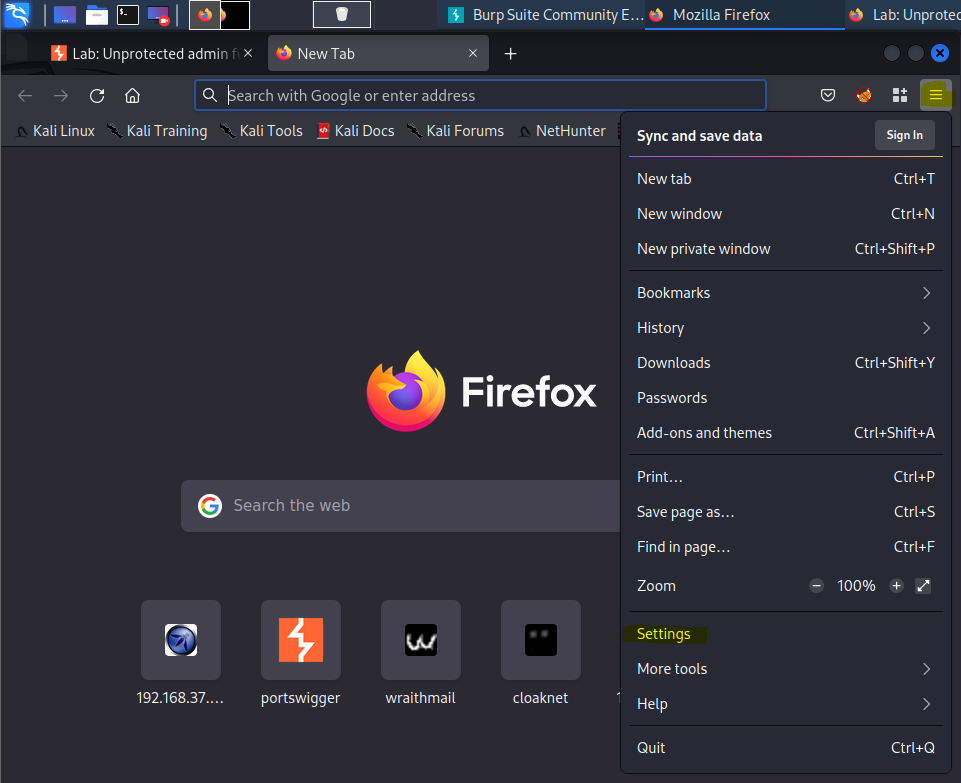 Burp Suite Community E...
Mozilla Firefox
Lab: Unprotec
Lab: Unprotected admin f
New Tab
Search with Google or enter address
Kali Linux
Kali Training
Kali Tools
Kali Docs
Kali Forums
NetHunter
Sync and save data
Sign In
New tab Ctrl+T
New window Ctrl+N
New private window Ctrl+Shift+P
Bookmarks
History
Downloads Ctrl+Shift+Y
Passwords
Add-ons and themes Ctrl+Shift+A
Print… Ctrl+P
Save page as… Ctrl+S
Find in page… Ctrl+F
Zoom 100%
Settings
More tools
Help
Quit Ctrl+Q
Firefox
Search the web
192.168.37.…
portswigger
wraithmail
cloaknet